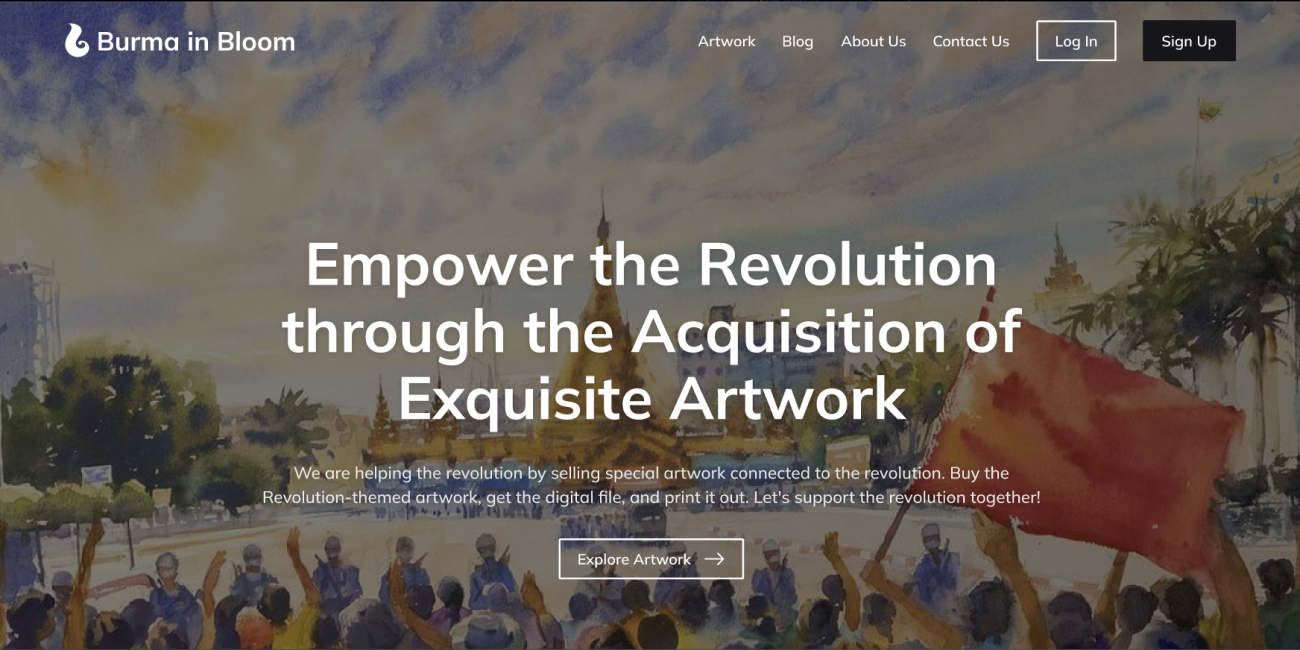 Burma in Bloom
Artwork
Blog
About Us
Contact Us
Log In
Sign Up
Empower the Revolution
through the Acquisition of
Exquisite Artwork
We are helping the revolution by selling special artwork connected to the revolution. Buy the
Revolution-themed artwork, get the digital file, and print it out. Let's support the revolution together!
Explore Artwork